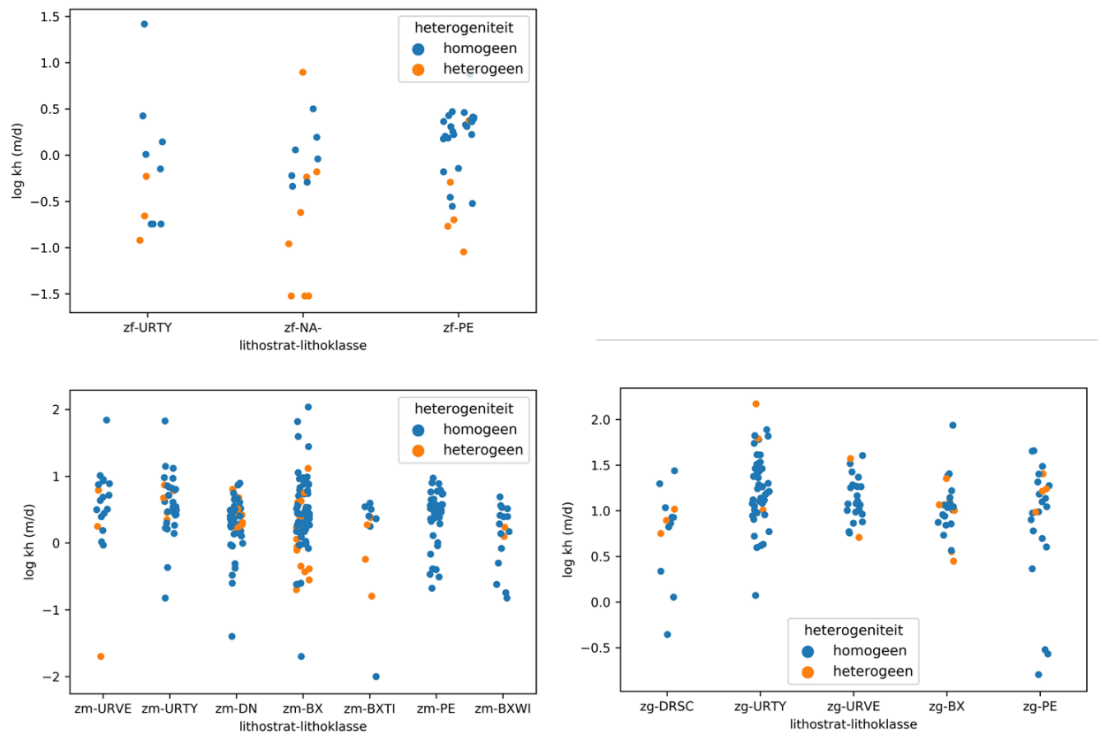 1.5
1.0
0.5
0.0
−0.5
−1.0
−1.5
log kh (m/d)
heterogeniteit
homogeen
heterogeen
zf-URTY zf-NA- zf-PE
lithostrat-lithoklasse
2
1
0
−1
−2
log kh (m/d)
heterogeniteit
homogeen
heterogeen
zm-URVE zm-URTY zm-DN zm-BX zm-BXTI zm-PE zm-BXWI
lithostrat-lithoklasse
2.0
1.5
1.0
0.5
0.0
−0.5
log kh (m/d)
heterogeniteit
homogeen
heterogeen
zg-DRSC zg-URTY zg-URVE zg-BX zg-PE
lithostrat-lithoklasse